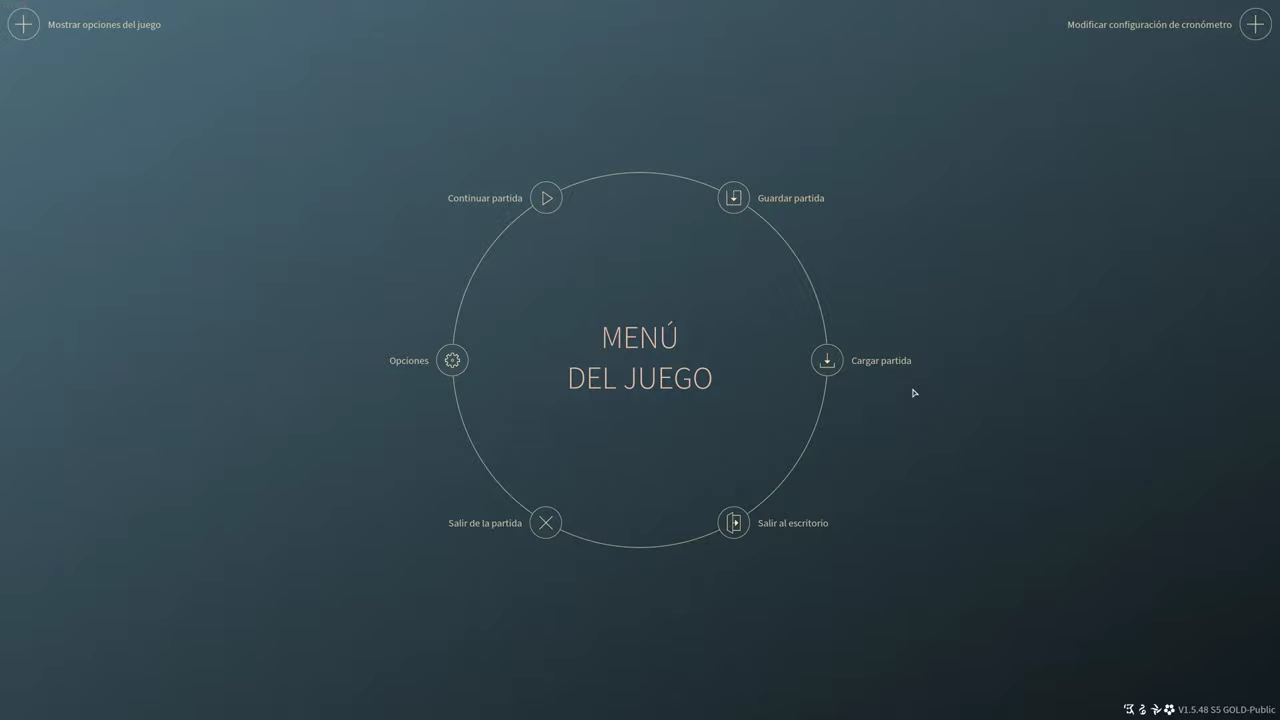 Mostrar opciones del juego
Modificar configuración de cronómetro
Continuar partida
Guardar partida
MENÚ
DEL JUEGO
Opciones
Cargar partida
Salir de la partida
Salir al escritorio
V1.5.48 S5 GOLD-Public